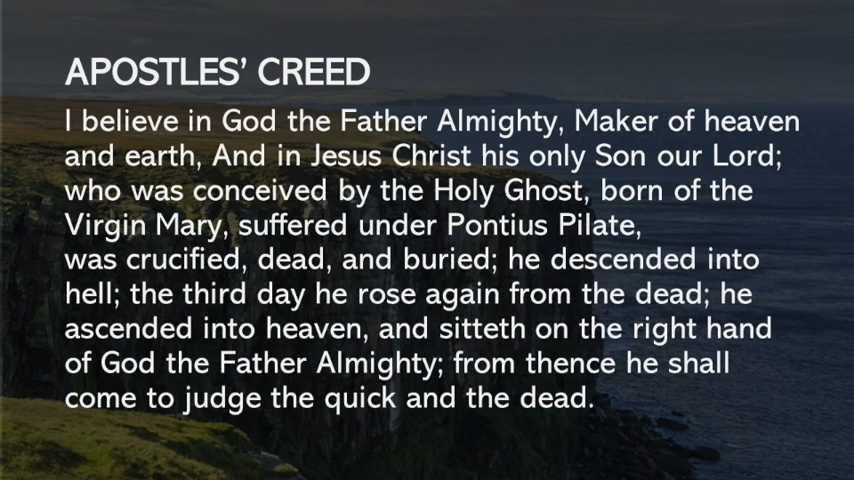 APOSTLES’ CREED
I believe in God the Father Almighty, Maker of heaven
and earth, And in Jesus Christ his only Son our Lord;
who was conceived by the Holy Ghost, born of the
Virgin Mary, suffered under Pontius Pilate,
was crucified, dead, and buried; he descended into
hell; the third day he rose again from the dead; he
ascended into heaven, and sitteth on the right hand
of God the Father Almighty; from thence he shall
come to judge the quick and the dead.